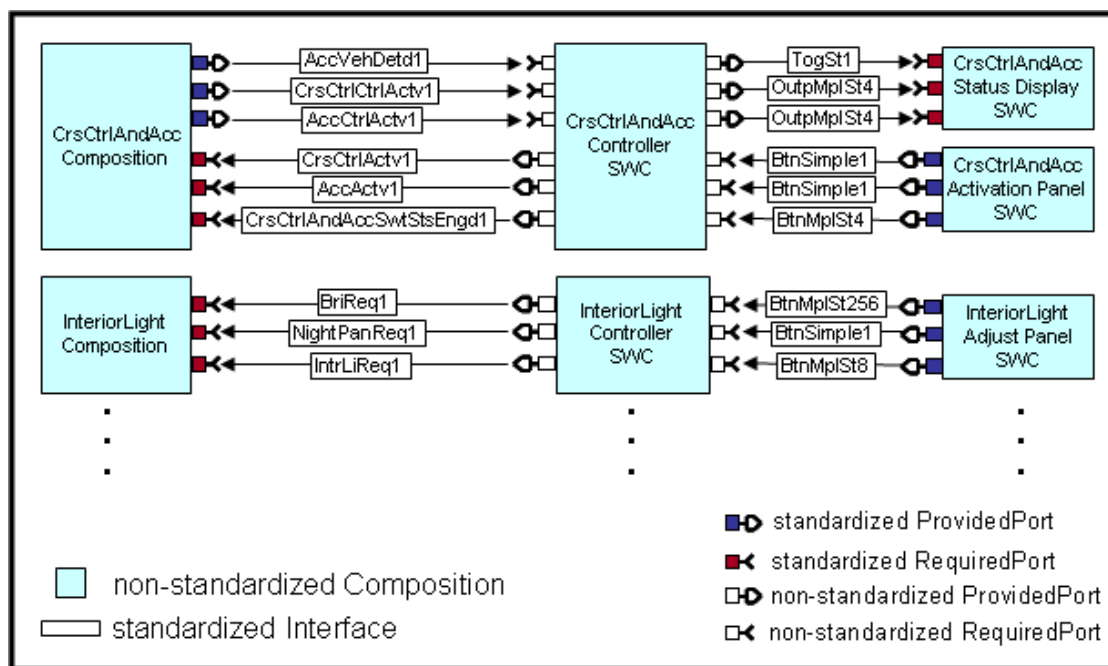 CrsCtrlAndAcc
Composition
AccVehDetd1
CrsCtrlCtrlActv1
AccCtrlActv1
CrsCtrlActv1
AccActv1
CrsCtrlAndAccSwtStsEngd1
CrsCtrlAndAcc
Controller
SWC
TogSt1
OutpMplSt4
OutpMplSt4
BtnSimple1
BtnSimple1
BtnMplSt4
CrsCtrlAndAcc
Status Display
SWC
CrsCtrlAndAcc
Activation Panel
SWC
InteriorLight
Composition
BriReq1
NightPanReq1
IntrLiReq1
InteriorLight
Controller
SWC
BtnMplSt256
BtnSimple1
BtnMplSt8
InteriorLight
Adjust Panel
SWC
non-standardized Composition
standardized Interface
standardized ProvidedPort
standardized RequiredPort
non-standardized ProvidedPort
non-standardized RequiredPort